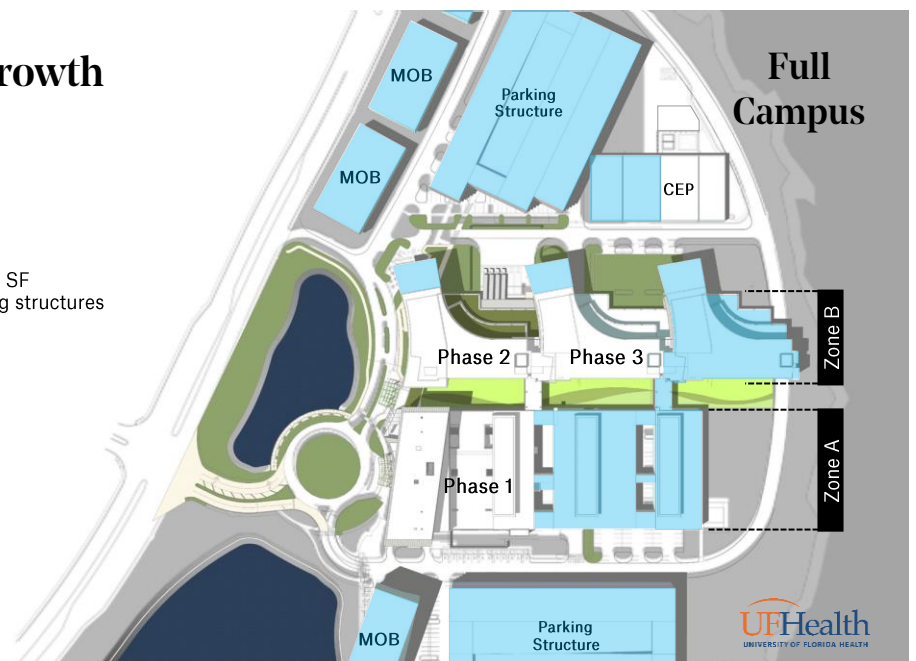 rowth
SF
g structures
Full
Campus
MOB
Parking
Structure
MOB
CEP
Phase 2
Phase 3
Zone B
Phase 1
Zone A
MOB
Parking
Structure
UFHealth
UNIVERSITY OF FLORIDA HEALTH